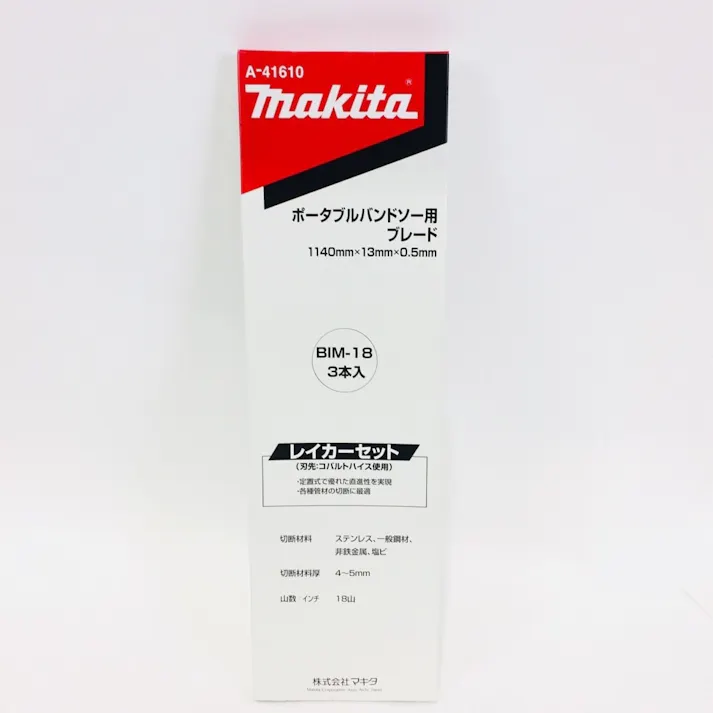 A-41610
makita®
ポータブルバンドソー用
ブレード
1140mm×13mm×0.5mm
BIM-18
3本入
レイカーセット
(刃先:コバルトハイス使用)
・定置式で優れた直進性を実現
・各種管材の切断に最適
切断材料 ステンレス、一般鋼材、
非鉄金属、塩ビ
切断材料厚 4〜5mm
山数/インチ 18山
株式会社マキタ